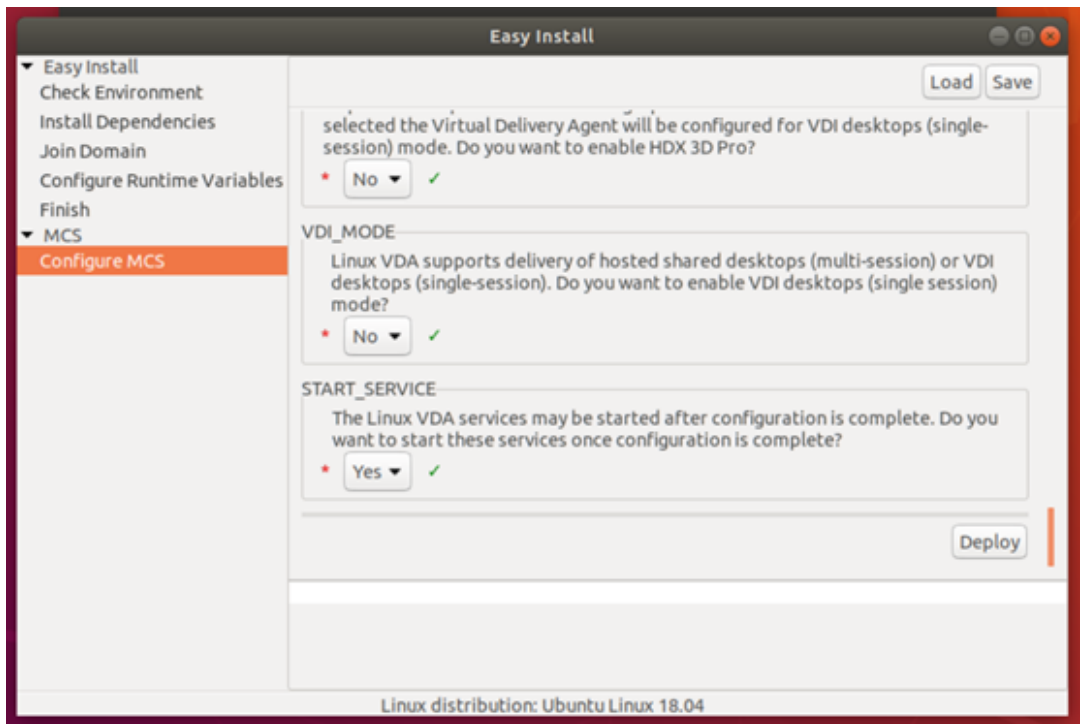 Easy Install
Easy Install
Check Environment
Install Dependencies
Join Domain
Configure Runtime Variables
Finish
MCS
Configure MCS
Load Save
selected the Virtual Delivery Agent will be configured for VDI desktops (single-
session) mode. Do you want to enable HDX 3D Pro?
* No ✓
VDI_MODE
Linux VDA supports delivery of hosted shared desktops (multi-session) or VDI
desktops (single-session). Do you want to enable VDI desktops (single session)
mode?
* No ✓
START_SERVICE
The Linux VDA services may be started after configuration is complete. Do you
want to start these services once configuration is complete?
* Yes ✓
Deploy
Linux distribution: Ubuntu Linux 18.04